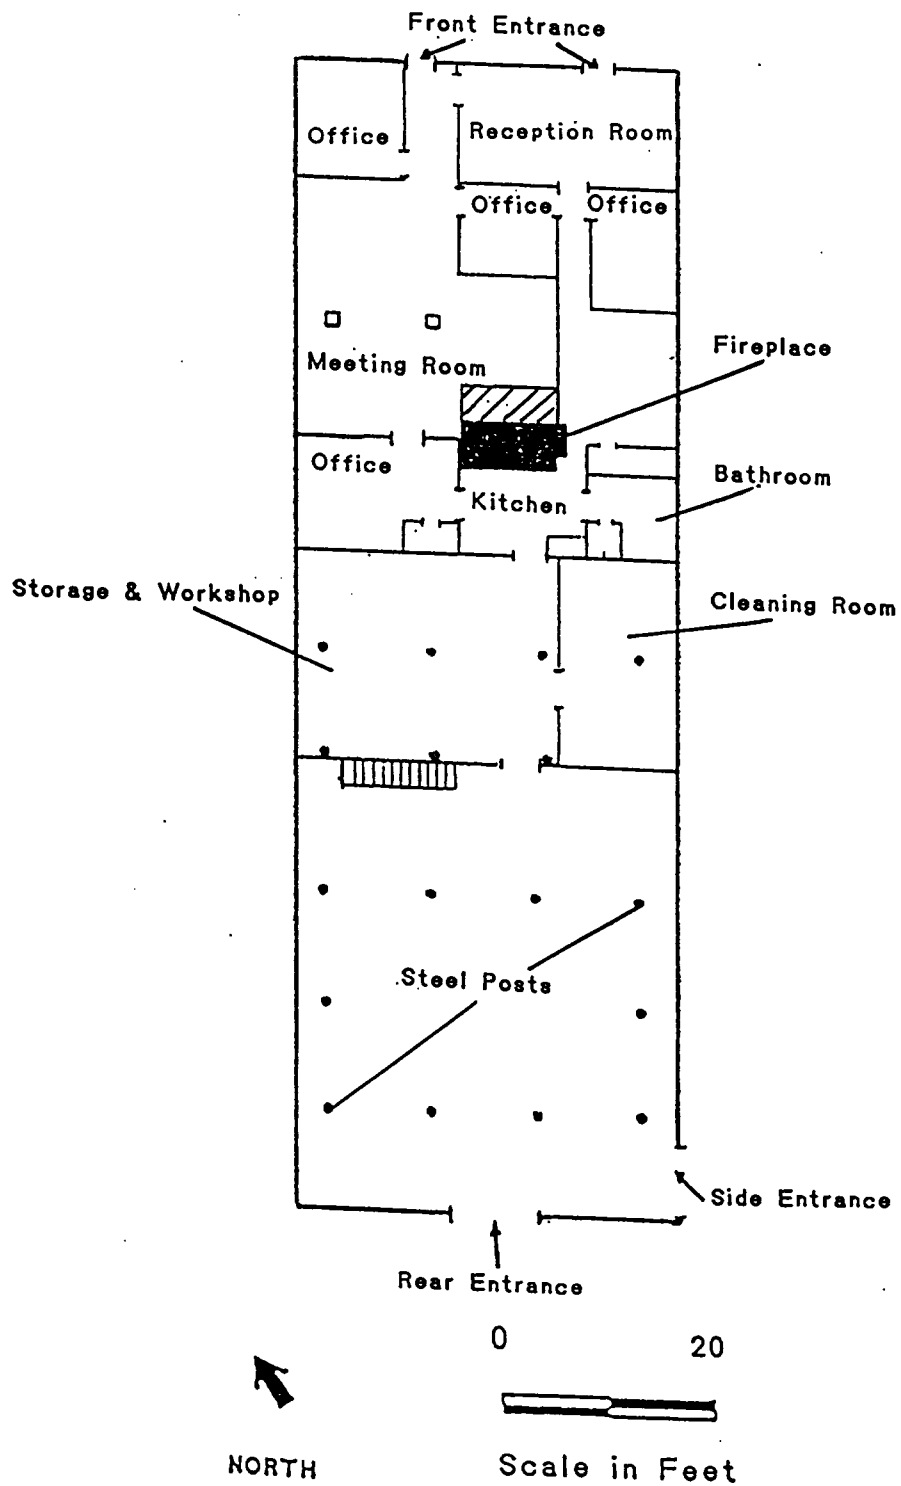 Front Entrance
Office
Reception Room
Office
Office
Fireplace
Meeting Room
Office
Bathroom
Kitchen
Storage & Workshop
Cleaning Room
Steel Posts
Side Entrance
Rear Entrance
0 20
NORTH
Scale in Feet